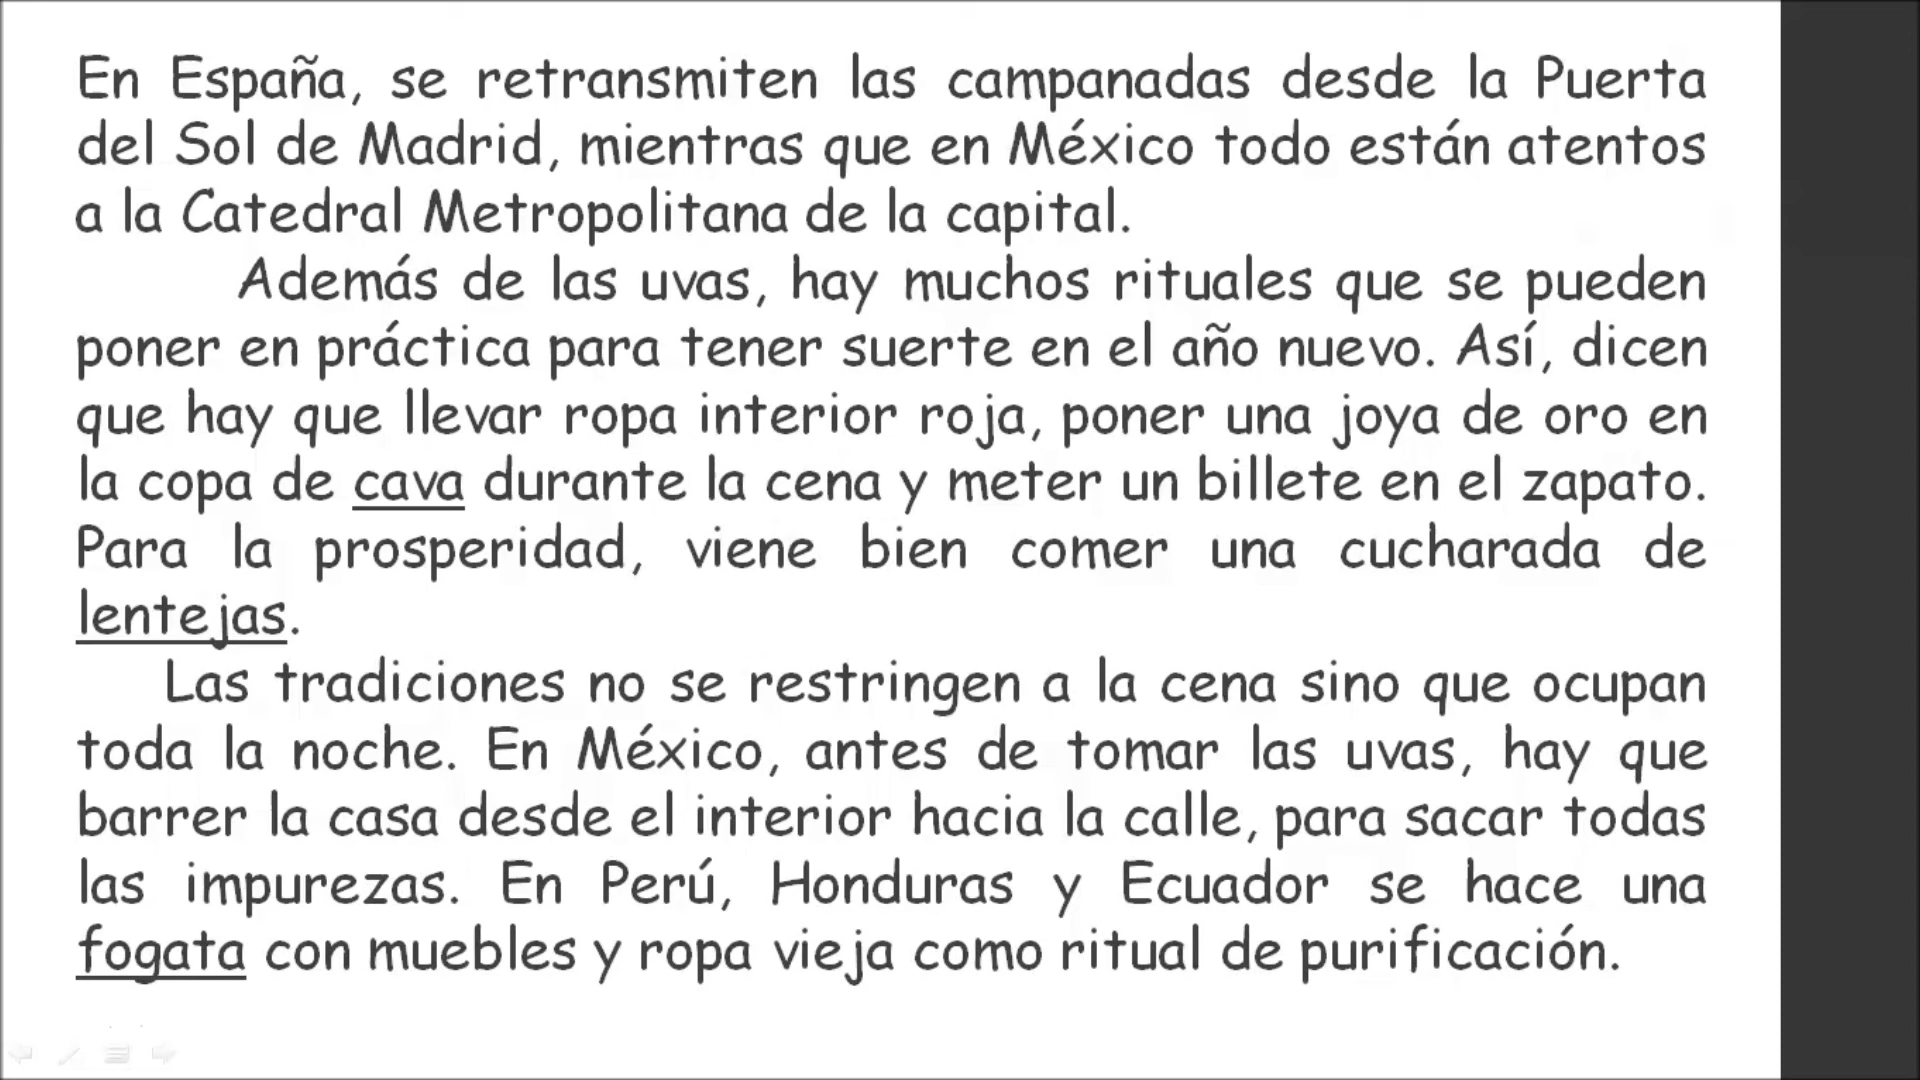 En España, se retransmiten las campanadas desde la Puerta
del Sol de Madrid, mientras que en México todo están atentos
a la Catedral Metropolitana de la capital.
Además de las uvas, hay muchos rituales que se pueden
poner en práctica para tener suerte en el año nuevo. Así, dicen
que hay que llevar ropa interior roja, poner una joya de oro en
la copa de cava durante la cena y meter un billete en el zapato.
Para la prosperidad, viene bien comer una cucharada de
lentejas.
Las tradiciones no se restringen a la cena sino que ocupan
toda la noche. En México, antes de tomar las uvas, hay que
barrer la casa desde el interior hacia la calle, para sacar todas
las impurezas. En Perú, Honduras y Ecuador se hace una
fogata con muebles y ropa vieja como ritual de purificación.